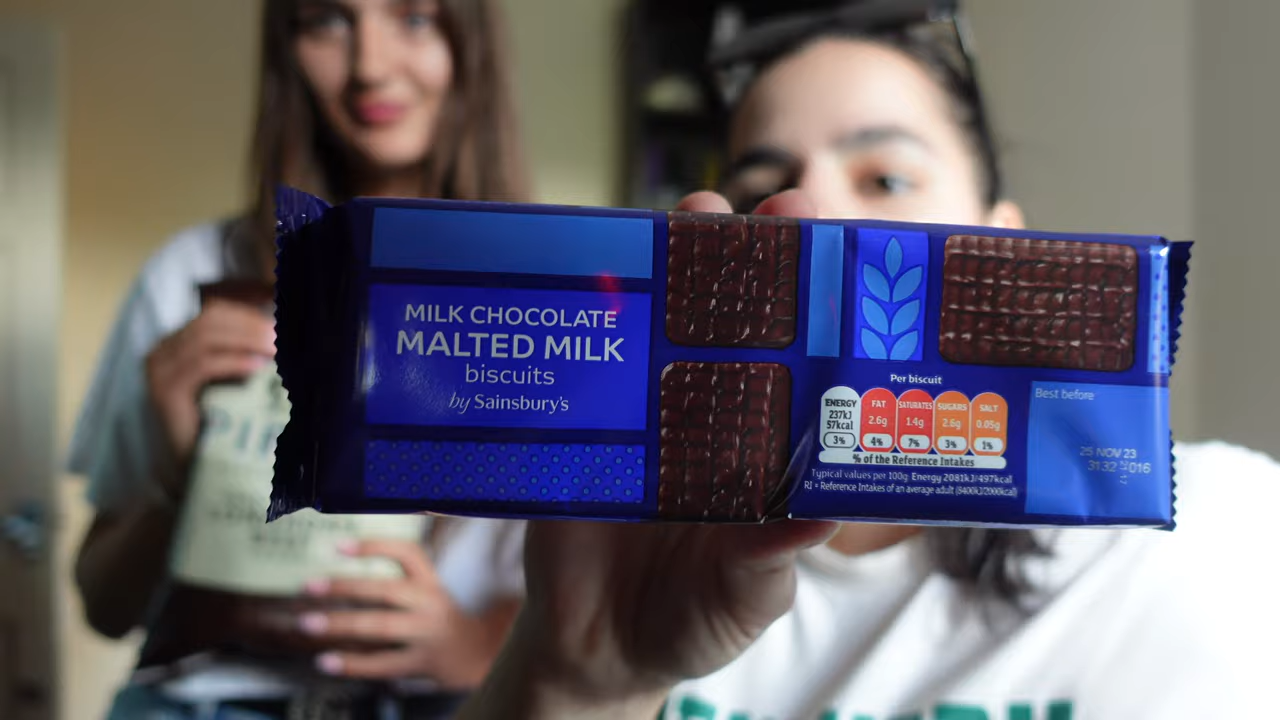 MILK CHOCOLATE
MALTED MILK
biscuits
by Sainsbury's
Per biscuit
ENERGY
237kJ
57kcal
3%
FAT
2.6g
4%
SATURATES
1.4g
7%
SUGARS
2.6g
3%
SALT
0.05g
1%
% of the Reference Intakes
Typical values per 100g Energy 2081kJ/497kcal
RI = Reference Intakes of an average adult (8400kJ/2000kcal)
Best before
25 NOV 23